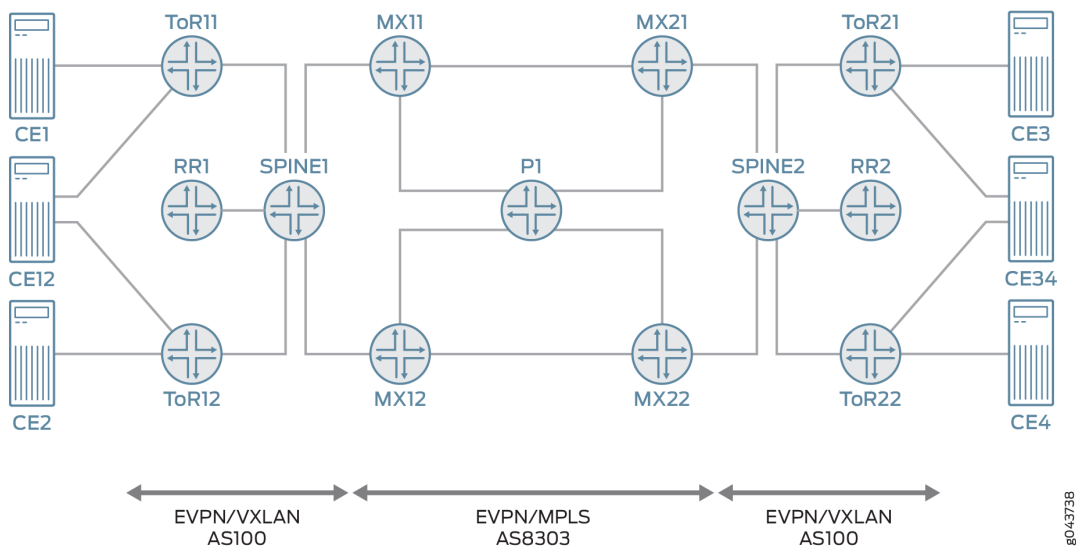 ToR11
MX11
MX21
ToR21
CE1
CE3
RR1
SPINE1
P1
SPINE2
RR2
CE12
CE34
ToR12
MX12
MX22
ToR22
CE2
CE4
EVPN/VXLAN
AS100
EVPN/MPLS
AS8303
EVPN/VXLAN
AS100
g043738